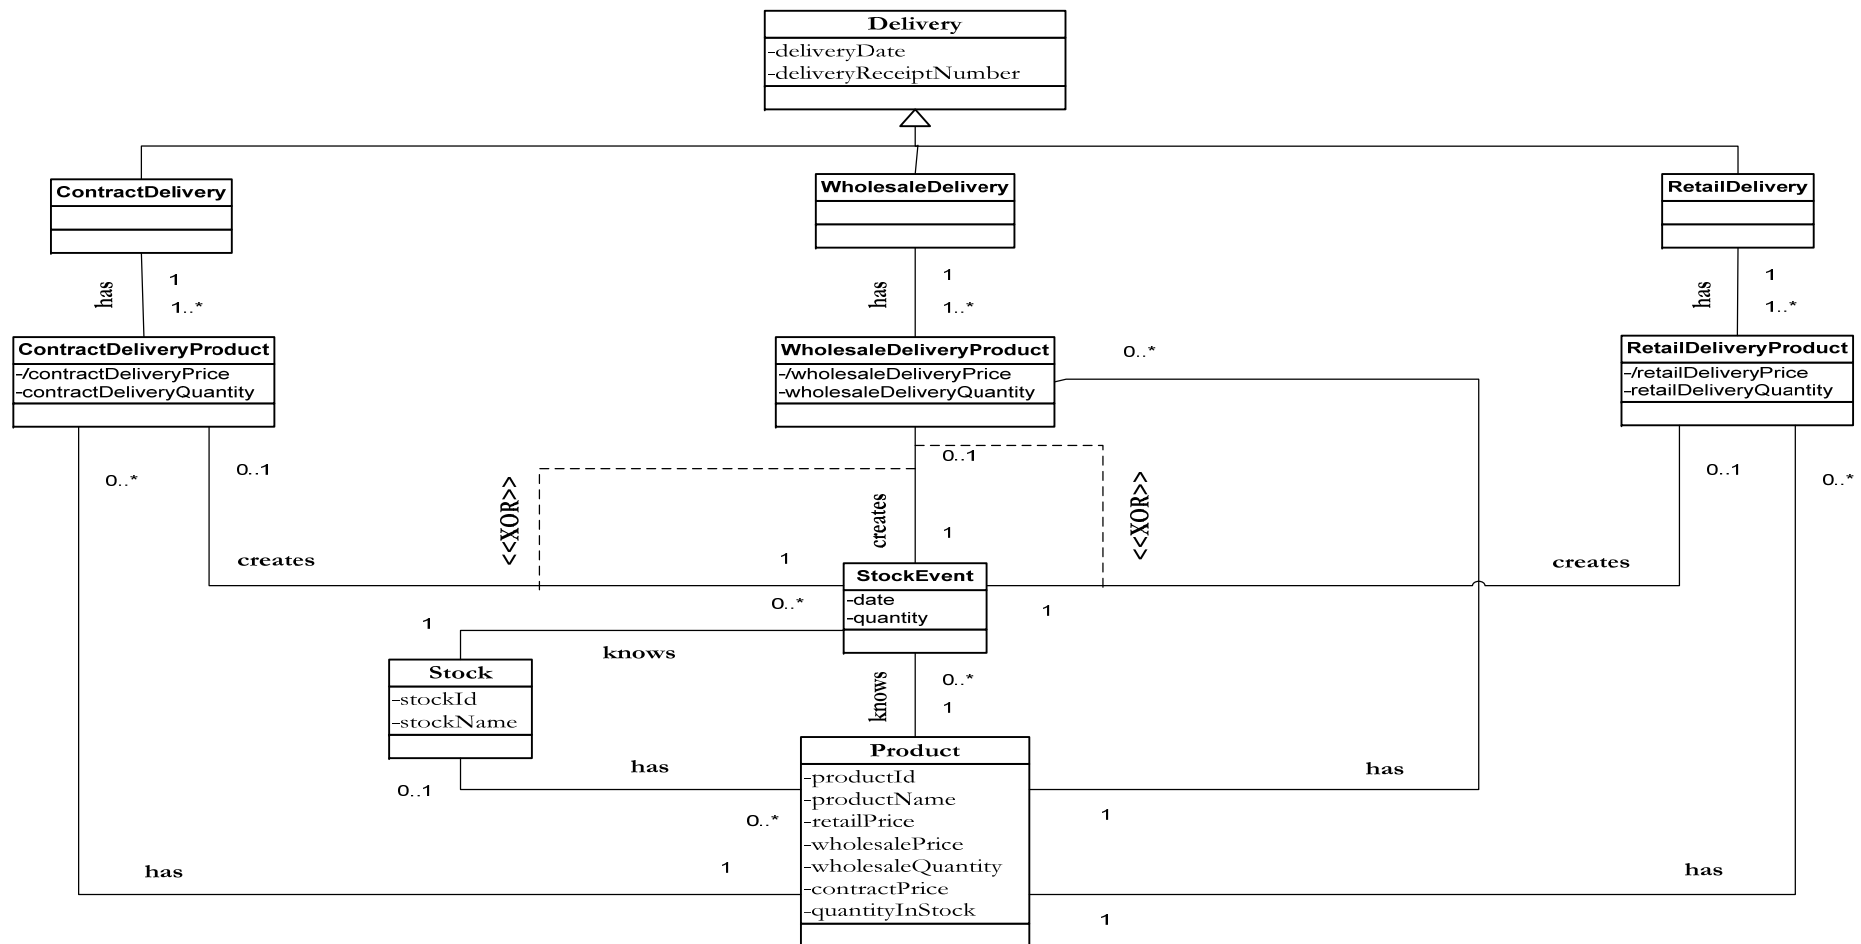 Delivery
-deliveryDate
-deliveryReceiptNumber
ContractDelivery
WholesaleDelivery
RetailDelivery
has
1
1..*
has
1
1..*
has
1
1..*
ContractDeliveryProduct
-/contractDeliveryPrice
-contractDeliveryQuantity
WholesaleDeliveryProduct
-/wholesaleDeliveryPrice
-wholesaleDeliveryQuantity
0..*
RetailDeliveryProduct
-/retailDeliveryPrice
-retailDeliveryQuantity
0..*
0..1
<<XOR>>
0..1
creates
1
<<XOR>>
0..1
0..*
creates
1
0..*
StockEvent
-date
-quantity
1
creates
1
knows
Stock
-stockId
-stockName
knows
0..*
1
0..1
has
0..*
Product
-productId
-productName
-retailPrice
-wholesalePrice
-wholesaleQuantity
-contractPrice
-quantityInStock
has
1
has
1
has
1